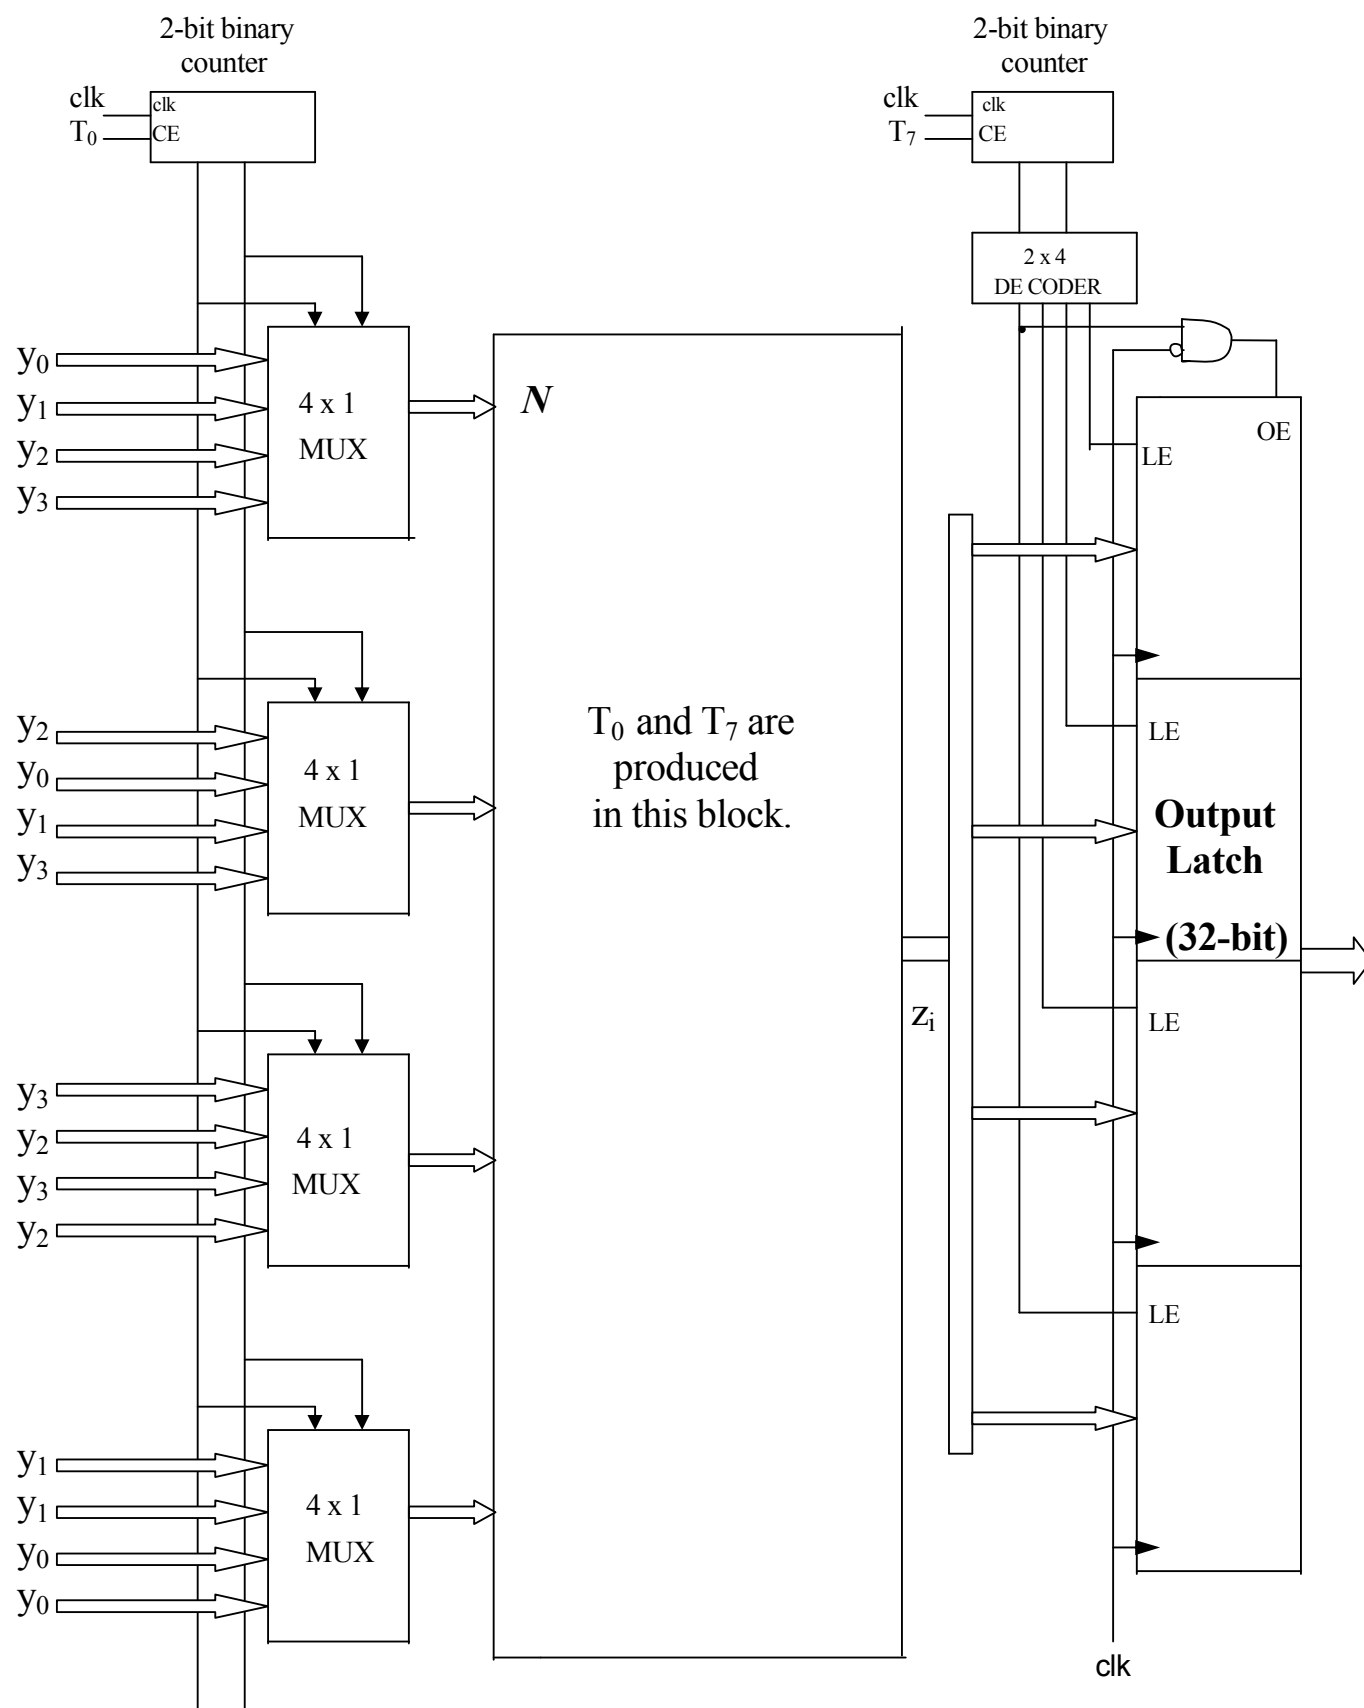 2-bit binary
counter
clk
T₀
clk
CE
2-bit binary
counter
clk
T₇
clk
CE
2 x 4
DE CODER
y₀
y₁
y₂
y₃
4 x 1
MUX
N
OE
LE
y₂
y₀
y₁
y₃
4 x 1
MUX
T₀ and T₇ are
produced
in this block.
LE
Output
Latch
(32-bit)
zᵢ
LE
y₃
y₂
y₃
y₂
4 x 1
MUX
LE
y₁
y₁
y₀
y₀
4 x 1
MUX
clk